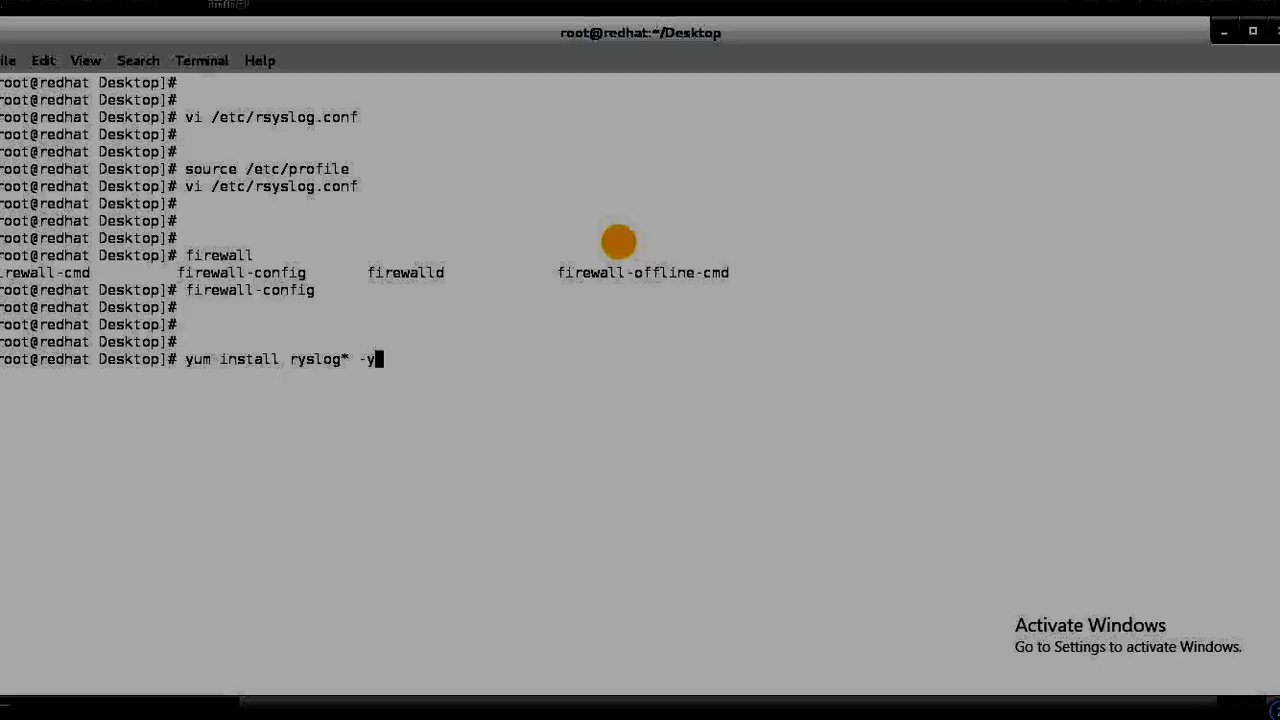 root@redhat:~/Desktop
ile Edit View Search Terminal Help
root@redhat Desktop]#
root@redhat Desktop]#
root@redhat Desktop]# vi /etc/rsyslog.conf
root@redhat Desktop]#
root@redhat Desktop]#
root@redhat Desktop]# source /etc/profile
root@redhat Desktop]# vi /etc/rsyslog.conf
root@redhat Desktop]#
root@redhat Desktop]#
root@redhat Desktop]#
root@redhat Desktop]# firewall
irewall-cmd firewall-config firewalld firewall-offline-cmd
root@redhat Desktop]# firewall-config
root@redhat Desktop]#
root@redhat Desktop]#
root@redhat Desktop]#
root@redhat Desktop]# yum install ryslog* -y
Activate Windows
Go to Settings to activate Windows.